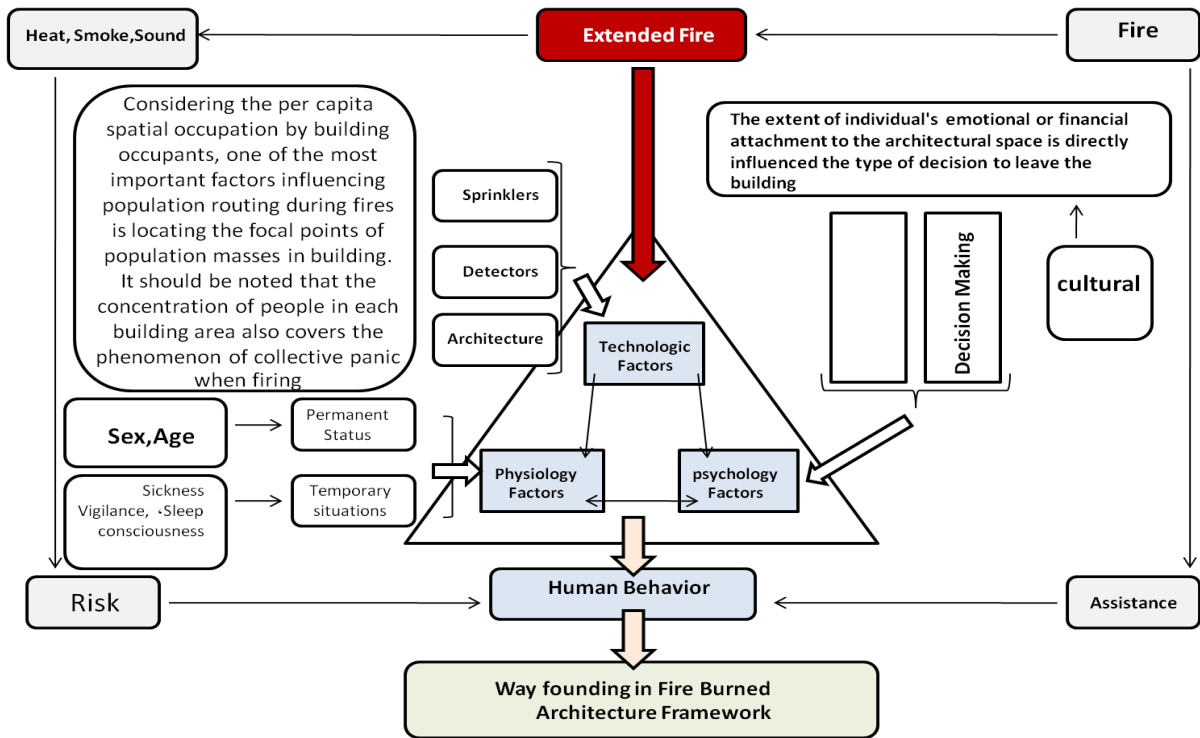 Heat, Smoke,Sound
Extended Fire
Fire
Considering the per capita
spatial occupation by building
occupants, one of the most
important factors influencing
population routing during fires
is locating the focal points of
population masses in building.
It should be noted that the
concentration of people in each
building area also covers the
phenomenon of collective panic
when firing
The extent of individual's emotional or financial
attachment to the architectural space is directly
influenced the type of decision to leave the
building
Sprinklers
Detectors
Architecture
Decision Making
cultural
Technologic
Factors
Sex,Age
Permanent
Status
Physiology
Factors
psychology
Factors
Sickness
Vigilance, ،Sleep
consciousness
Temporary
situations
Risk
Human Behavior
Assistance
Way founding in Fire Burned
Architecture Framework